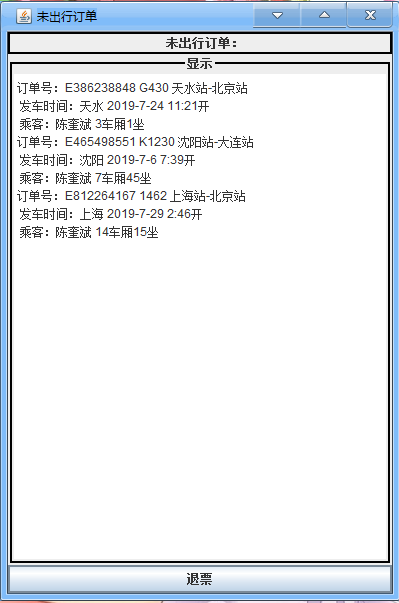 未出行订单
未出行订单：
显示
订单号：E386238848 G430 天水站-北京站
发车时间：天水 2019-7-24 11:21开
乘客：陈奎斌 3车厢1坐
订单号：E465498551 K1230 沈阳站-大连站
发车时间：沈阳 2019-7-6 7:39开
乘客：陈奎斌 7车厢45坐
订单号：E812264167 1462 上海站-北京站
发车时间：上海 2019-7-29 2:46开
乘客：陈奎斌 14车厢15坐
退票